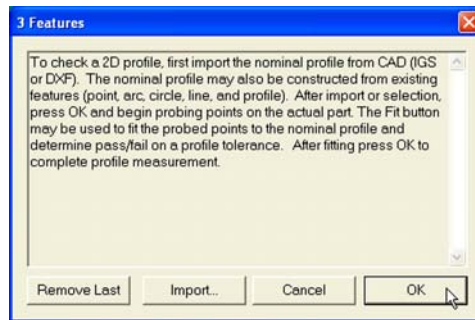 3 Features
To check a 2D profile, first import the nominal profile from CAD (IGS
or DXF). The nominal profile may also be constructed from existing
features (point, arc, circle, line, and profile). After import or selection,
press OK and begin probing points on the actual part. The Fit button
may be used to fit the probed points to the nominal profile and
determine pass/fail on a profile tolerance. After fitting press OK to
complete profile measurement.
Remove Last Import... Cancel OK